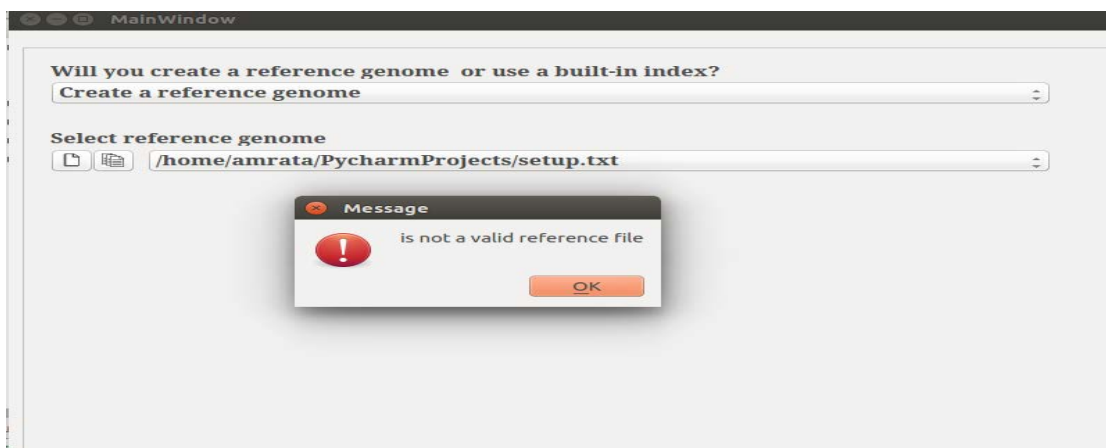 MainWindow
Will you create a reference genome or use a built-in index?
Create a reference genome
Select reference genome
/home/amrata/PycharmProjects/setup.txt
Message
is not a valid reference file
OK